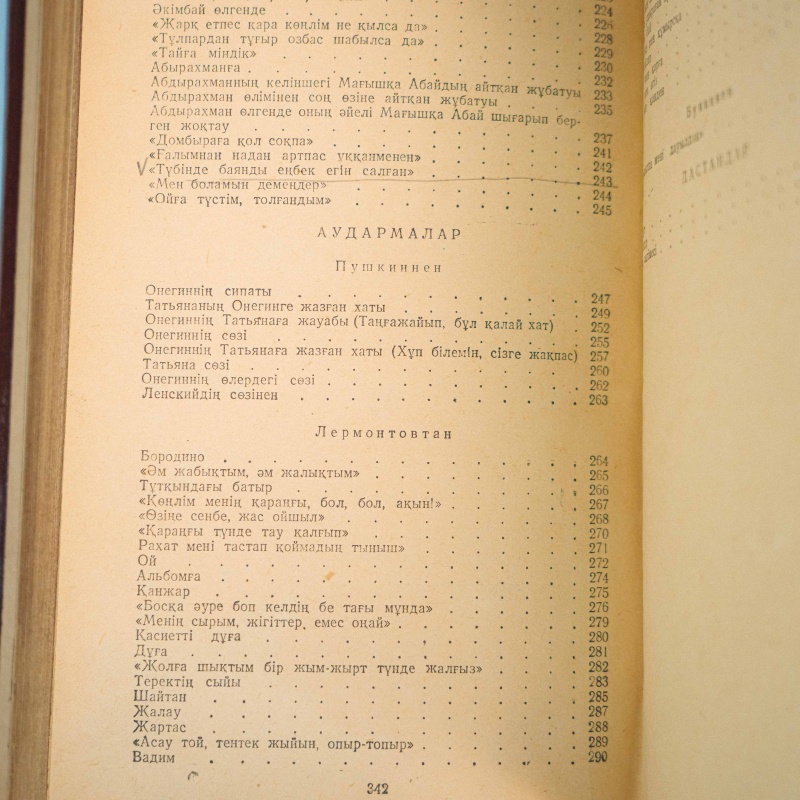 Әкімбай өлгенде . . . 224
«Жарқ етпес қара көңлім не қылса да» . . . 226
«Тұлпардан тұғыр озбас шабылса да» . . . 228
«Тайға міндік» . . . 229
Абырахманға . . . 230
Абдырахманның келіншегі Мағышқа Абайдың айтқан жұбатуы 232
Абдырахман өлімінен соң өзіне айтқан жұбатуы . . . 233
Абдырахман өлгенде оның әйелі Мағышқа Абай шығарып бер- 235
ген жоқтау . . .
«Домбыраға қол соқпа» . . . 237
«Ғалымнан надан артпас ұққанменен» . . . 241
«Түбінде баянды еңбек егін салған» . . . 242
«Мен боламын демеңдер» . . . 243
«Ойға түстім, толғандым» . . . 244
245
АУДАРМАЛАР
Пушкиннен
Онегиннің сипаты . . . 247
Татьянаның Онегинге жазған хаты . . . 249
Онегиннің Татьянаға жауабы (Таңғажайып, бұл қалай хат) . 252
Онегиннің сөзі . . . 255
Онегиннің Татьянаға жазған хаты (Хұп білемін, сізге жақпас) 257
Татьяна сөзі . . . 260
Онегиннің өлердегі сөзі . . . 262
Ленскийдің сөзінен . . . 263
Лермонтовтан
Бородино . . . 264
«Әм жабықтым, әм жалықтым» . . . 265
Тұтқындағы батыр . . . 266
«Көңлім менің қараңғы, бол, бол, ақын!» . . . 267
«Өзіңе сенбе, жас ойшыл» . . . 268
«Қараңғы түнде тау қалғып» . . . 270
Рахат мені тастап қоймадың тыныш» . . . 271
Ой . . . 272
Альбомға . . . 274
Қанжар . . . 275
«Босқа әуре боп келдің бе тағы мұнда» . . . 276
«Менің сырым, жігіттер, емес оңай» . . . 279
Қасиетті дұға . . . 280
Дұға . . . 281
«Жолға шықтым бір жым-жырт түнде жалғыз» . . . 282
Теректің сыйы . . . 283
Шайтан . . . 285
Жалау . . . 287
Жартас . . . 288
«Асау той, тентек жыйын, опыр-топыр» . . . 289
Вадим . . . 290
342
ДАСТАНДАР